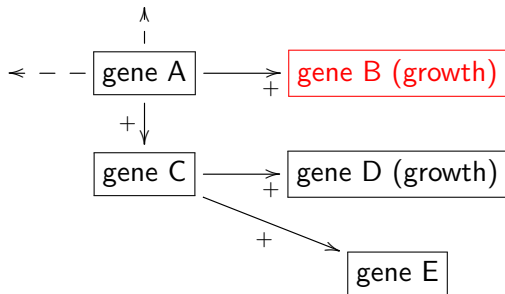 gene A
gene B (growth)
+
+
gene C
gene D (growth)
+
+
gene E